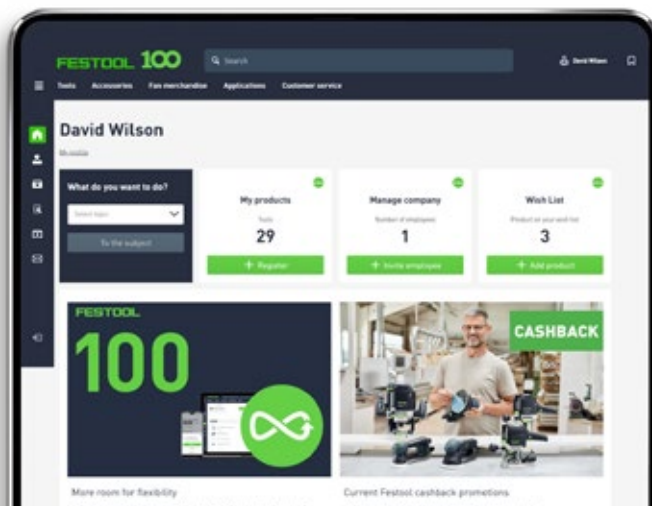 FESTOOL 100
Search
David Wilson
Tools Accessories Fan merchandise Applications Customer service
David Wilson
My profile
What do you want to do?
Select topic
To the subject
My products
Tools
29
+ Register
Manage company
Number of employees
1
+ Invite employee
Wish List
Product on your wish list
3
+ Add product
FESTOOL
100
CASHBACK
More room for flexibility
Current Festool cashback promotions